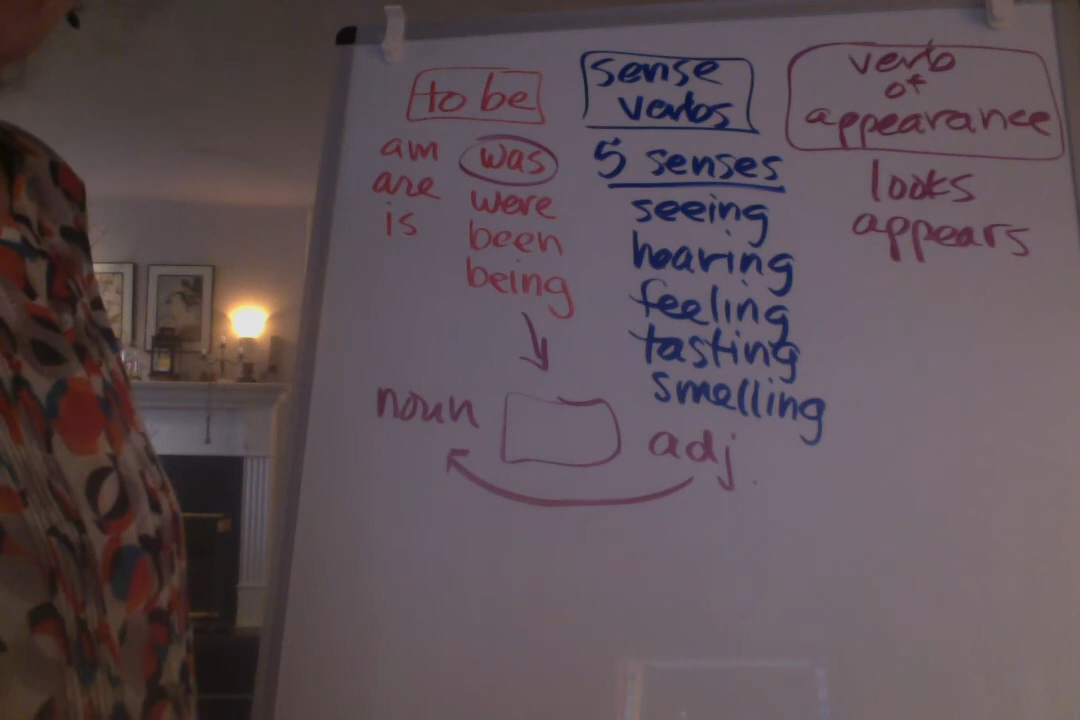 to be
am was
are were
is been
being
noun adj.
sense
verbs
5 senses
seeing
hearing
feeling
tasting
smelling
verb
of
appearance
looks
appears